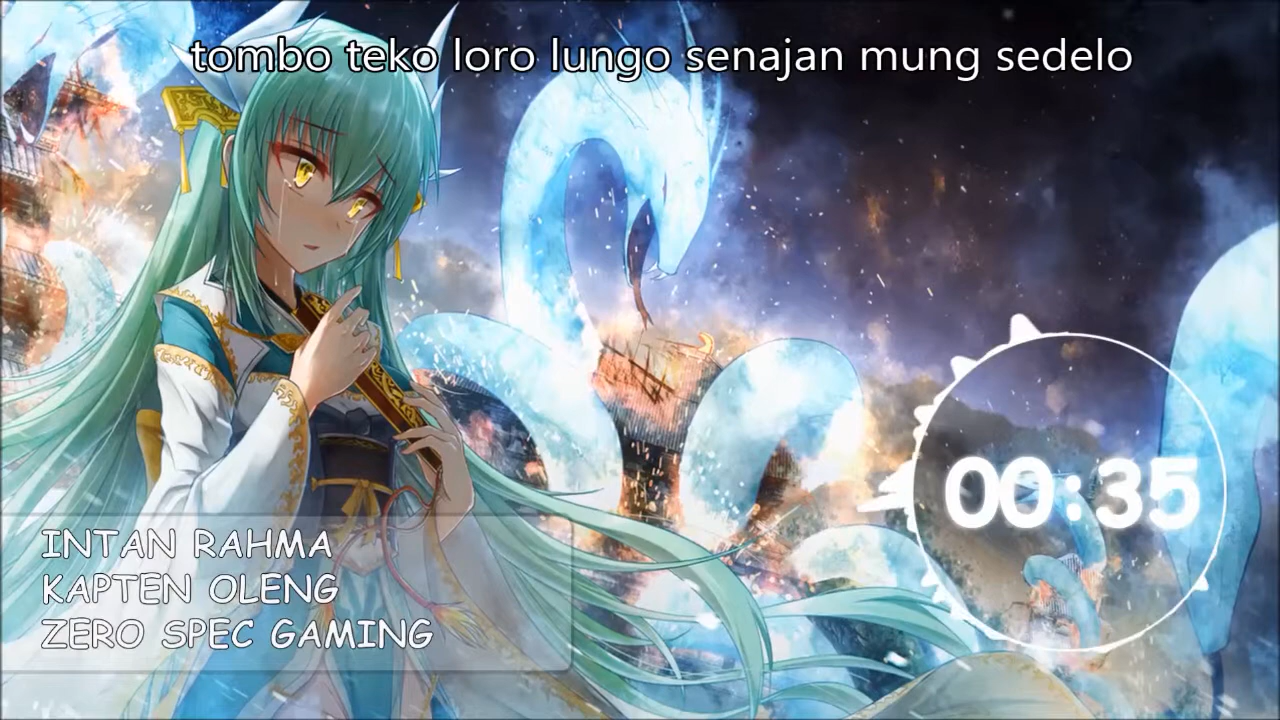 tombo teko loro lungo senajan mung sedelo
00:35
INTAN RAHMA
KAPTEN OLENG
ZERO SPEC GAMING